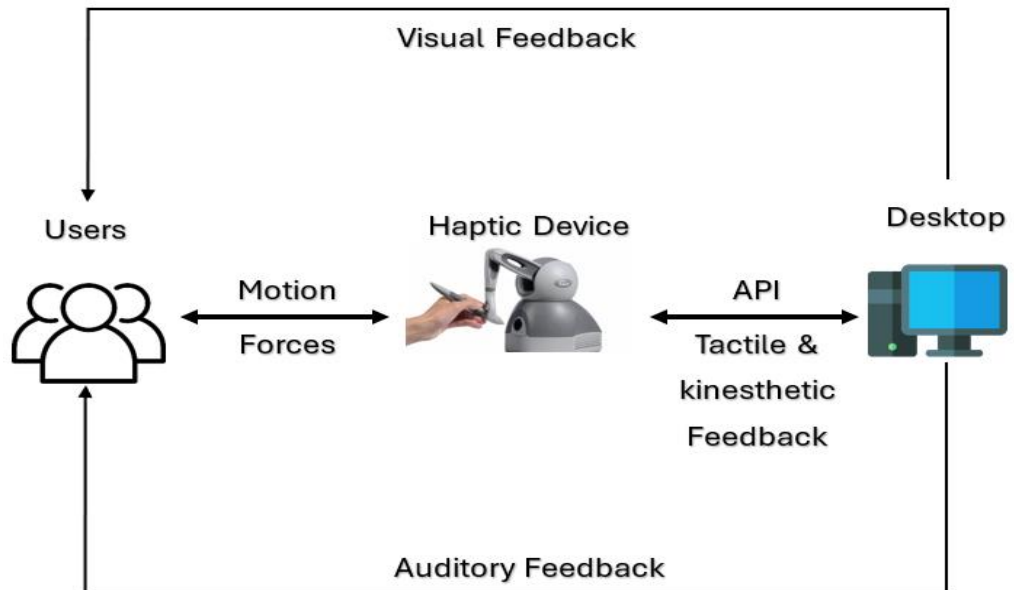 Visual Feedback
Users
Haptic Device
Desktop
Motion
Forces
API
Tactile &
kinesthetic
Feedback
Auditory Feedback